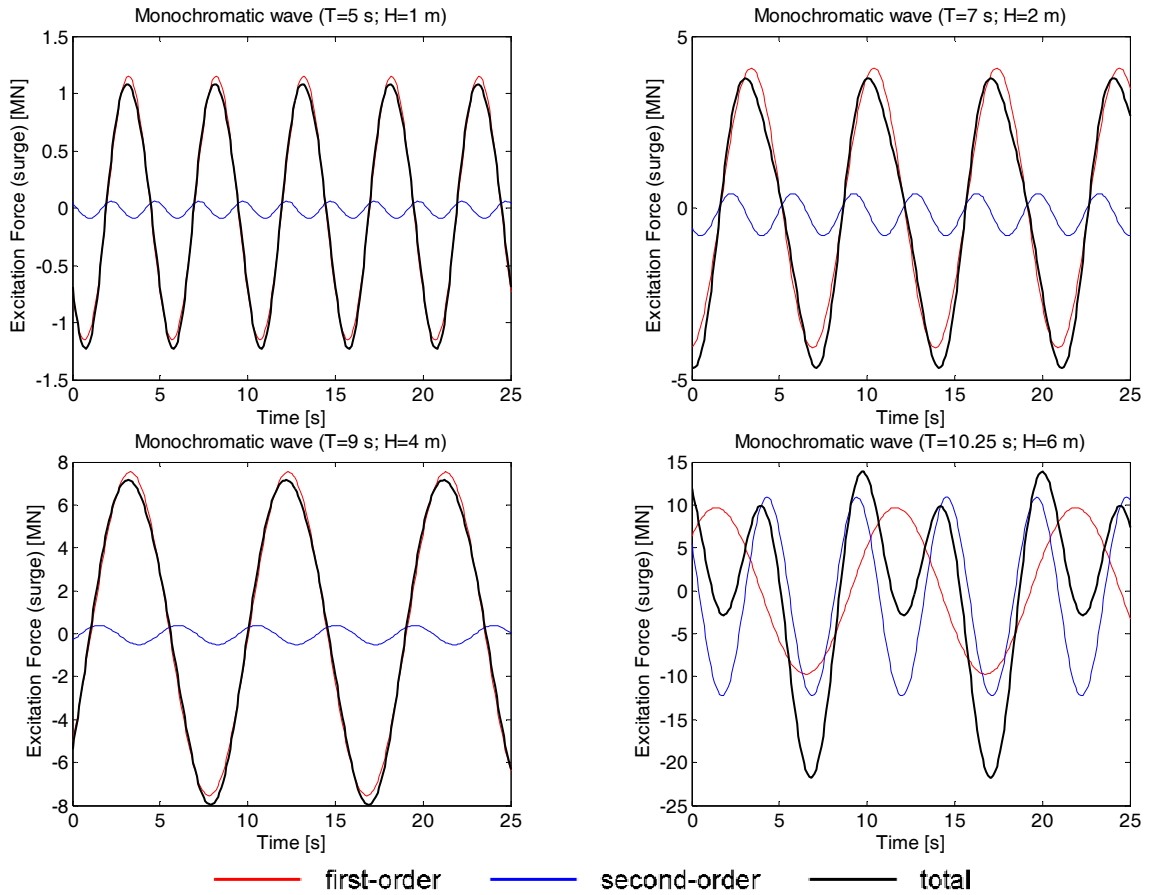 Monochromatic wave (T=5 s; H=1 m)
Excitation Force (surge) [MN]
1.5
1
0.5
0
-0.5
-1
-1.5
0 5 10 15 20 25
Time [s]
Monochromatic wave (T=7 s; H=2 m)
Excitation Force (surge) [MN]
5
0
-5
0 5 10 15 20 25
Time [s]
Monochromatic wave (T=9 s; H=4 m)
Excitation Force (surge) [MN]
8
6
4
2
0
-2
-4
-6
-8
0 5 10 15 20 25
Time [s]
Monochromatic wave (T=10.25 s; H=6 m)
Excitation Force (surge) [MN]
15
10
5
0
-5
-10
-15
-20
-25
0 5 10 15 20 25
Time [s]
first-order second-order total